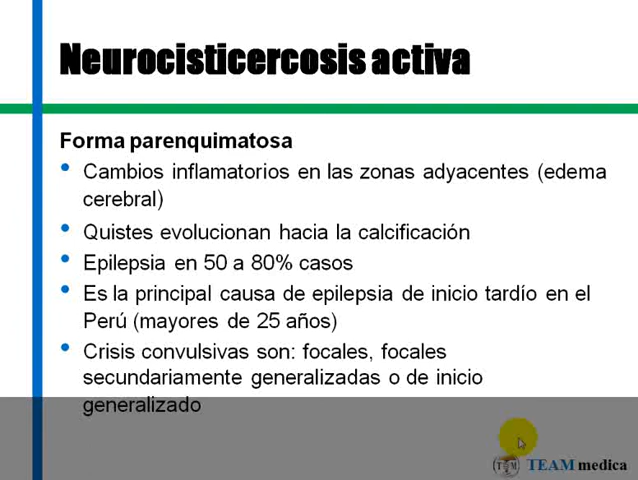 Neurocisticercosis activa
Forma parenquimatosa
• Cambios inflamatorios en las zonas adyacentes (edema
cerebral)
• Quistes evolucionan hacia la calcificación
• Epilepsia en 50 a 80% casos
• Es la principal causa de epilepsia de inicio tardío en el
Perú (mayores de 25 años)
• Crisis convulsivas son: focales, focales
secundariamente generalizadas o de inicio
generalizado
TEAM medica